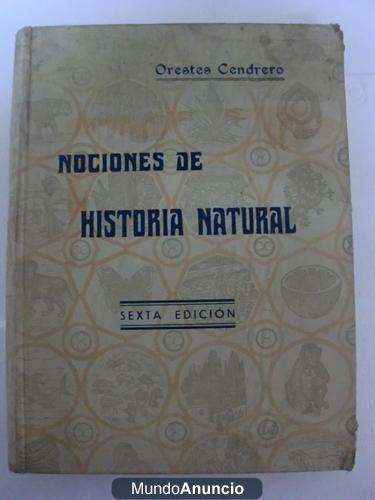 Orestes Cendrero
NOCIONES DE
HISTORIA NATURAL
SEXTA EDICIÓN
MundoAnuncio